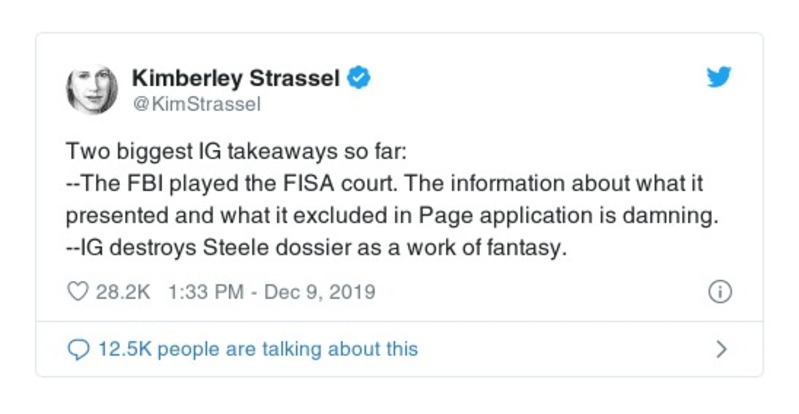 Kimberley Strassel
@KimStrassel
Two biggest IG takeaways so far:
--The FBI played the FISA court. The information about what it
presented and what it excluded in Page application is damning.
--IG destroys Steele dossier as a work of fantasy.
28.2K 1:33 PM - Dec 9, 2019
12.5K people are talking about this